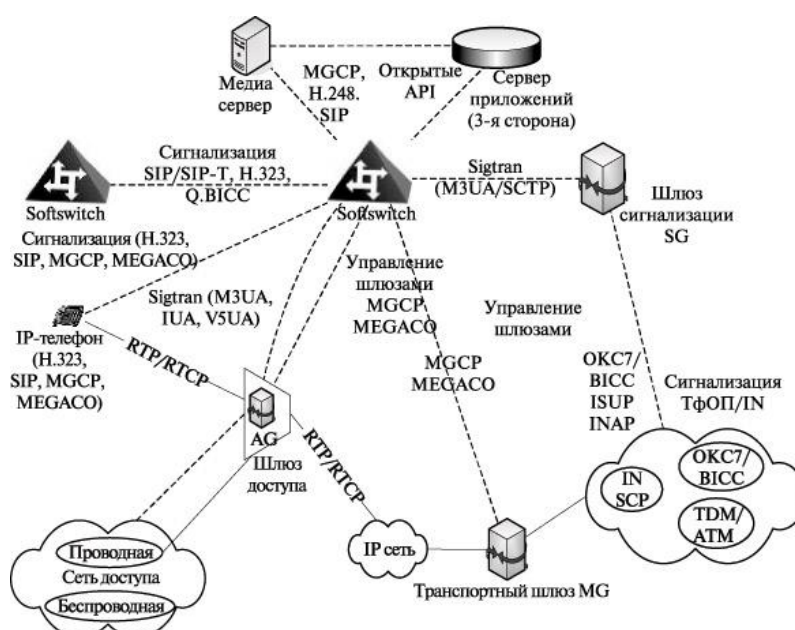 Медиа
сервер
MGCP,
H.248.
SIP
Открытые
API
Сервер
приложений
(3-я сторона)
Сигнализация
SIP/SIP-T, H.323,
Q.BICC
Softswitch
Softswitch
Sigtran
(M3UA/SCTP)
Шлюз
сигнализации
SG
Сигнализация (H.323,
SIP, MGCP, MEGACO)
Sigtran (M3UA,
IUA, V5UA)
Управление
шлюзами
MGCP
MEGACO
Управление
шлюзами
IP-телефон
(H.323,
SIP, MGCP,
MEGACO)
RTP/RTCP
MGCP
MEGACO
ОКС7/
BICC
ISUP
INAP
Сигнализация
ТфОП/IN
AG
Шлюз
доступа
RTP/RTCP
IN
SCP
ОКС7/
BICC
TDM/
ATM
Проводная
Сеть доступа
Беспроводная
IP сеть
Транспортный шлюз MG